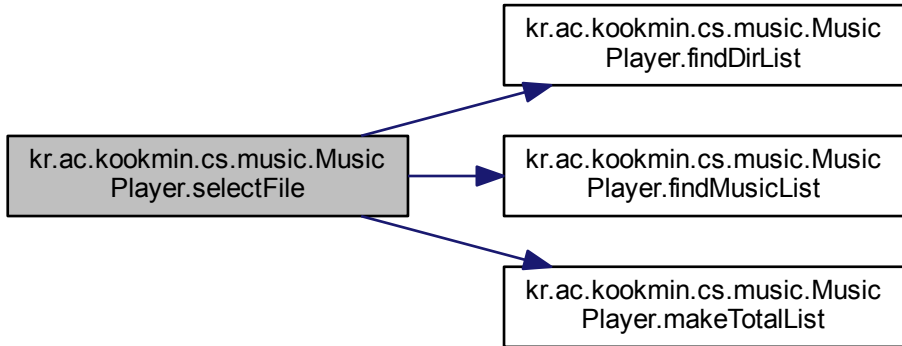 kr.ac.kookmin.cs.music.Music
Player.findDirList
kr.ac.kookmin.cs.music.Music
Player.selectFile
kr.ac.kookmin.cs.music.Music
Player.findMusicList
kr.ac.kookmin.cs.music.Music
Player.makeTotalList